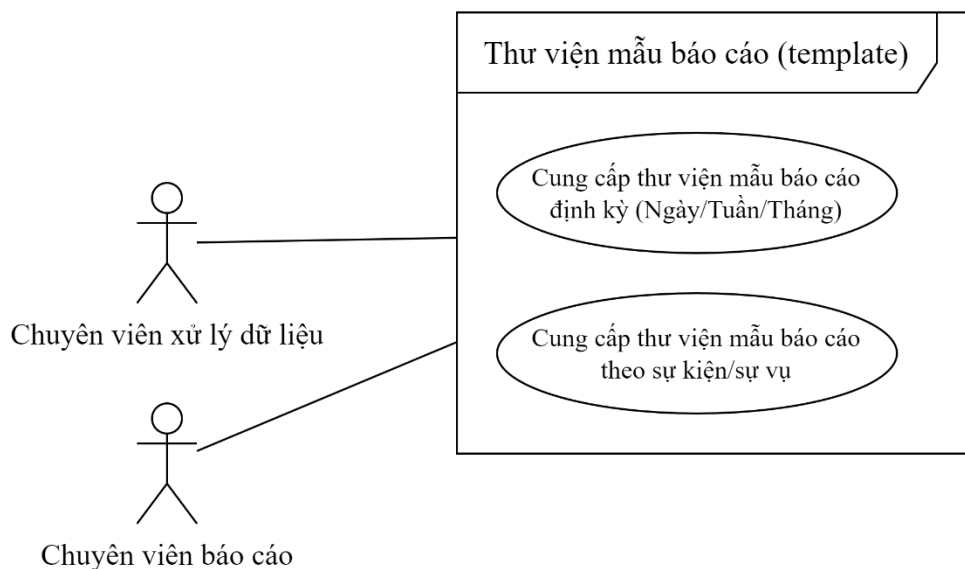 Thư viện mẫu báo cáo (template)
Cung cấp thư viện mẫu báo cáo
định kỳ (Ngày/Tuần/Tháng)
Chuyên viên xử lý dữ liệu
Cung cấp thư viện mẫu báo cáo
theo sự kiện/sự vụ
Chuyên viên báo cáo